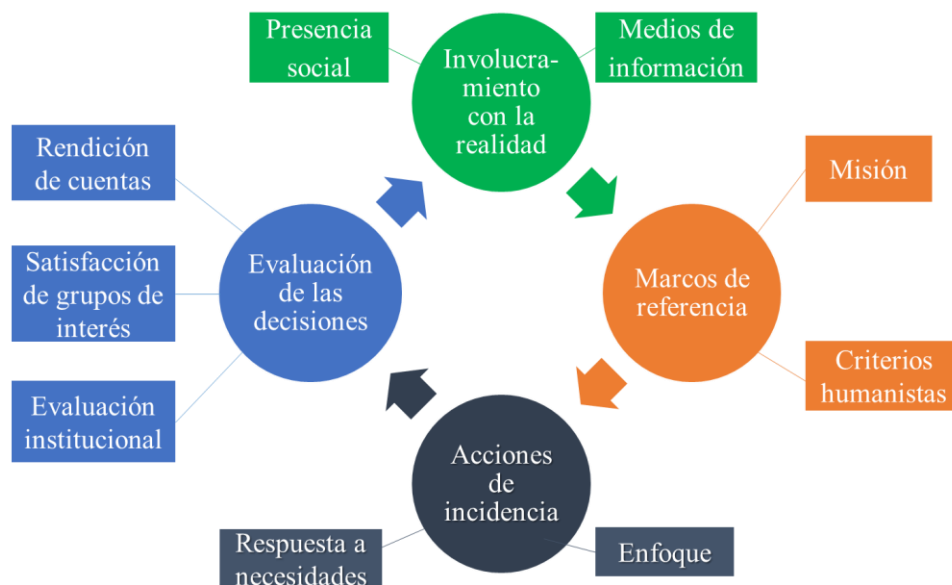 Presencia
social
Involucra-
miento
con la
realidad
Medios de
información
Misión
Marcos de
referencia
Criterios
humanistas
Acciones
de
incidencia
Enfoque
Respuesta a
necesidades
Evaluación
de las
decisiones
Rendición
de cuentas
Satisfacción
de grupos de
interés
Evaluación
institucional